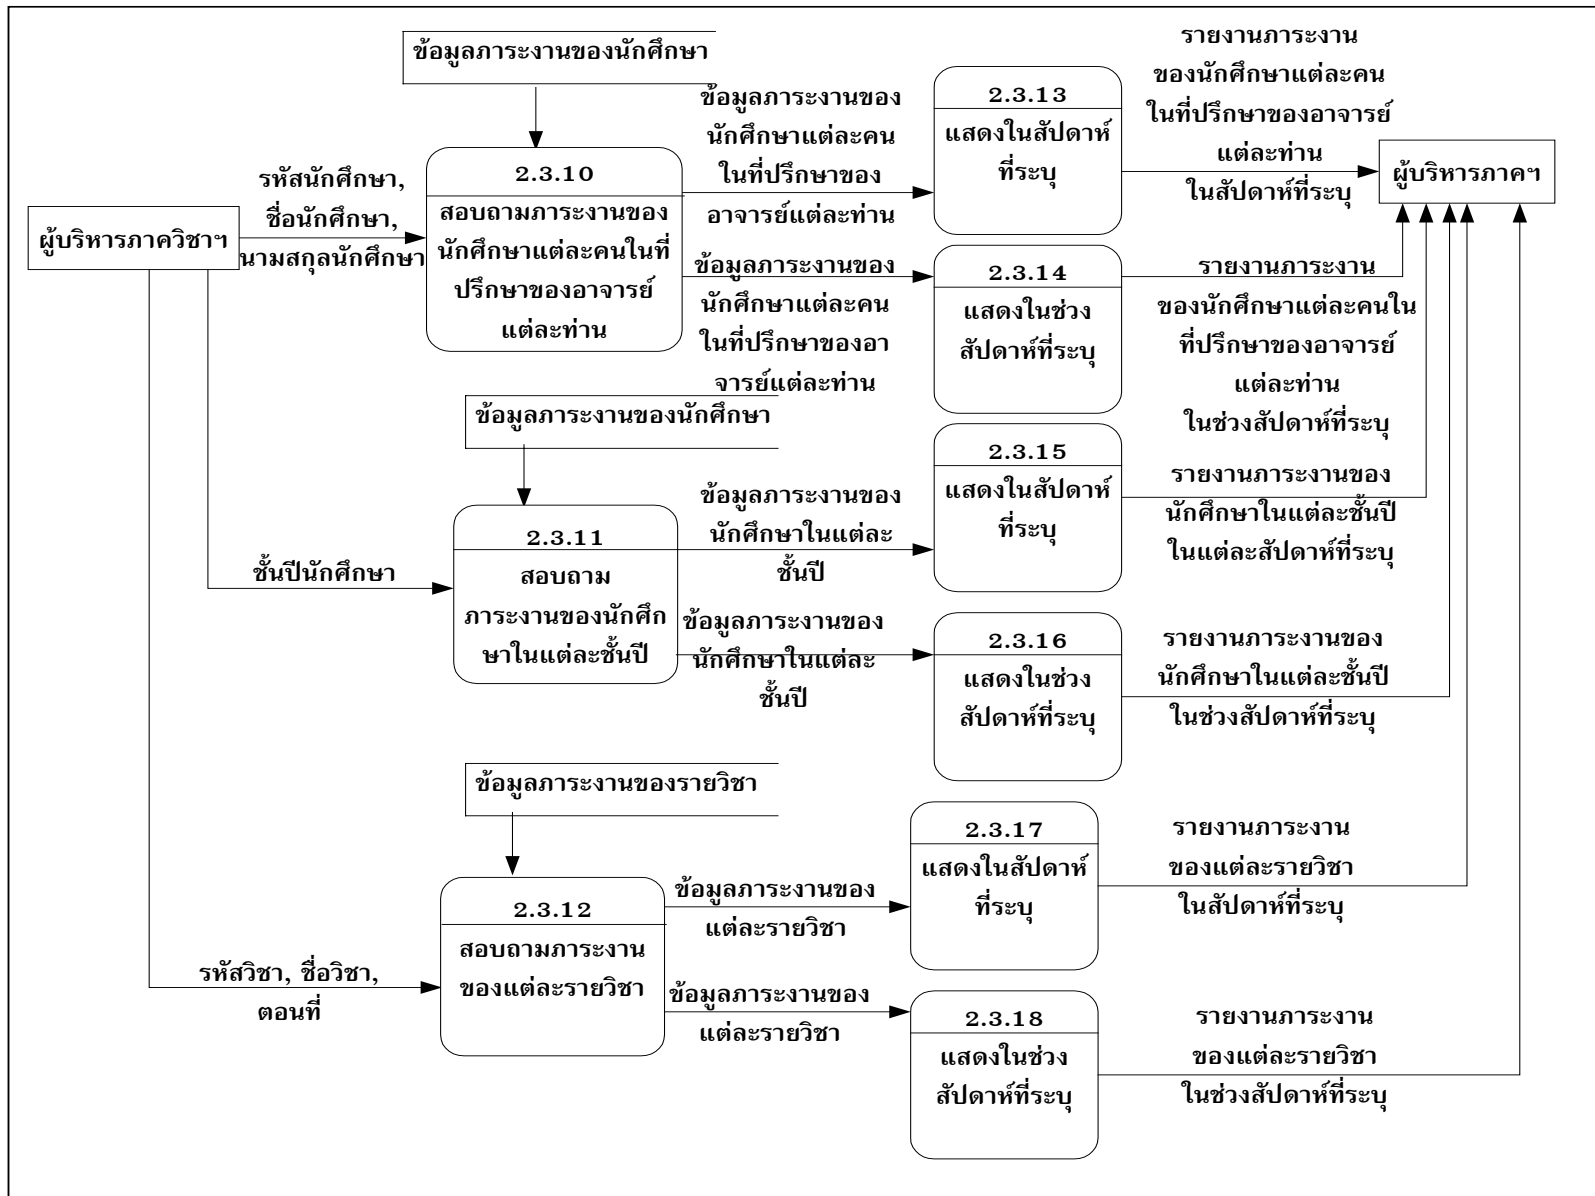 ข้อมูลภาระงานของนักศึกษา
ผู้บริหารภาควิชาฯ
รหัสนักศึกษา,
ชื่อนักศึกษา,
นามสกุลนักศึกษา
2.3.10
สอบถามภาระงานของ
นักศึกษาแต่ละคนในที่
ปรึกษาของอาจารย์
แต่ละท่าน
ข้อมูลภาระงานของ
นักศึกษาแต่ละคน
ในที่ปรึกษาของ
อาจารย์แต่ละท่าน
2.3.13
แสดงในสัปดาห์
ที่ระบุ
รายงานภาระงาน
ของนักศึกษาแต่ละคน
ในที่ปรึกษาของอาจารย์
แต่ละท่าน
ในสัปดาห์ที่ระบุ
ผู้บริหารภาคฯ
ข้อมูลภาระงานของ
นักศึกษาแต่ละคน
ในที่ปรึกษาของอา
จารย์แต่ละท่าน
2.3.14
แสดงในช่วง
สัปดาห์ที่ระบุ
รายงานภาระงาน
ของนักศึกษาแต่ละคนใน
ที่ปรึกษาของอาจารย์
แต่ละท่าน
ในช่วงสัปดาห์ที่ระบุ
ข้อมูลภาระงานของนักศึกษา
ชั้นปีนักศึกษา
2.3.11
สอบถาม
ภาระงานของนักศึก
ษาในแต่ละชั้นปี
ข้อมูลภาระงานของ
นักศึกษาในแต่ละ
ชั้นปี
2.3.15
แสดงในสัปดาห์
ที่ระบุ
รายงานภาระงานของ
นักศึกษาในแต่ละชั้นปี
ในแต่ละสัปดาห์ที่ระบุ
ข้อมูลภาระงานของ
นักศึกษาในแต่ละ
ชั้นปี
2.3.16
แสดงในช่วง
สัปดาห์ที่ระบุ
รายงานภาระงานของ
นักศึกษาในแต่ละชั้นปี
ในช่วงสัปดาห์ที่ระบุ
ข้อมูลภาระงานของรายวิชา
รหัสวิชา, ชื่อวิชา,
ตอนที่
2.3.12
สอบถามภาระงาน
ของแต่ละรายวิชา
ข้อมูลภาระงานของ
แต่ละรายวิชา
2.3.17
แสดงในสัปดาห์
ที่ระบุ
รายงานภาระงาน
ของแต่ละรายวิชา
ในสัปดาห์ที่ระบุ
ข้อมูลภาระงานของ
แต่ละรายวิชา
2.3.18
แสดงในช่วง
สัปดาห์ที่ระบุ
รายงานภาระงาน
ของแต่ละรายวิชา
ในช่วงสัปดาห์ที่ระบุ